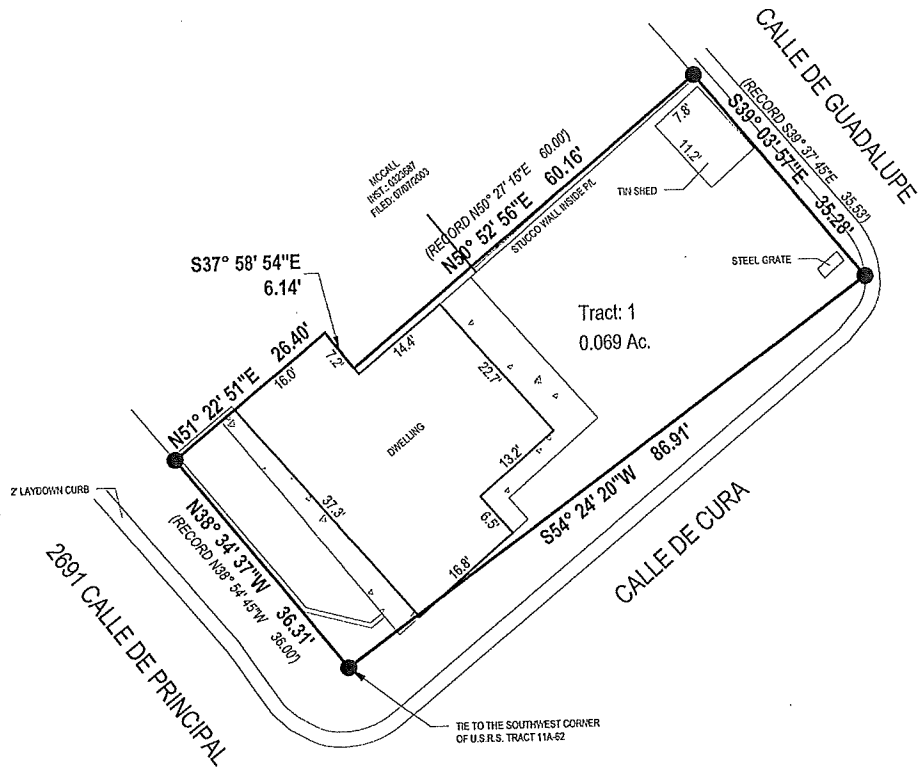 CALLE DE GUADALUPE
(RECORD S39° 37' 45"E 35.53')
S39° 03' 57"E 35.28'
7.8'
11.2'
TIN SHED
MCCALL
INST.: 0323687
FILED: 07/07/2003
(RECORD N50° 27' 15"E 60.00')
N50° 52' 56"E 60.16'
STUCCO WALL INSIDE P/L
STEEL GRATE
S37° 58' 54"E
6.14'
Tract: 1
0.069 Ac.
N51° 22' 51"E 26.40'
16.0'
7.2'
14.4'
22.7'
DWELLING
13.2'
6.5'
16.8'
37.3'
S54° 24' 20"W 86.91'
CALLE DE CURA
2' LAYDOWN CURB
N38° 34' 37"W 36.31'
(RECORD N38° 54' 45"W 36.00')
2691 CALLE DE PRINCIPAL
TIE TO THE SOUTHWEST CORNER
OF U.S.R.S. TRACT 11A-62